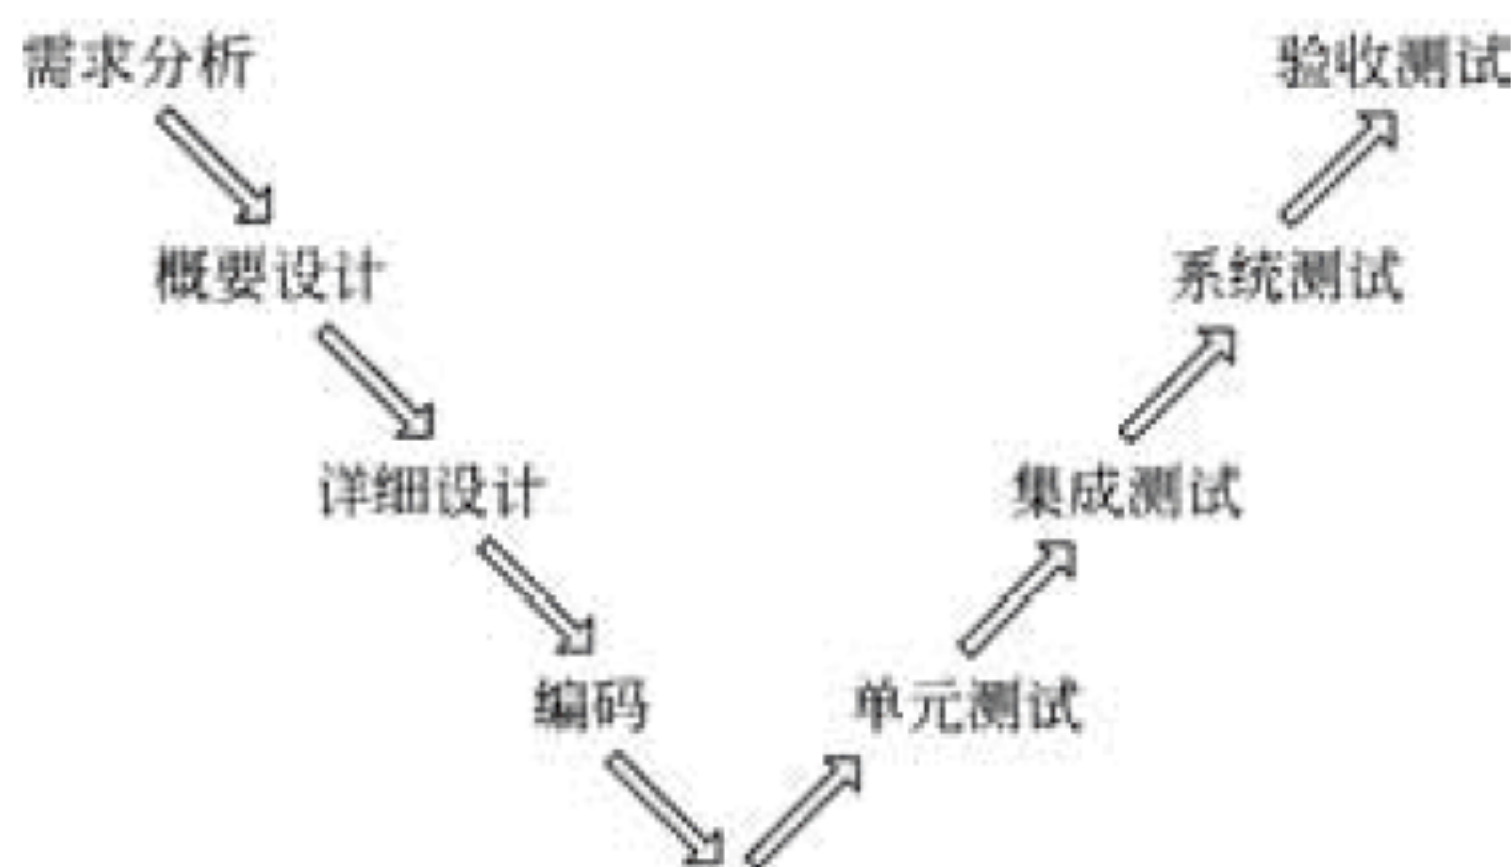 需求分析
验收测试
概要设计
系统测试
详细设计
集成测试
编码
单元测试